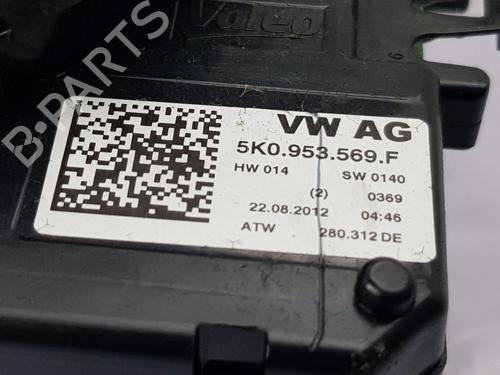 Valeo
B-PARTS
VW AG
5K0.953.569.F
HW 014 SW 0140
(2) 0369
22.08.2012 04:46
ATW 280.312 DE